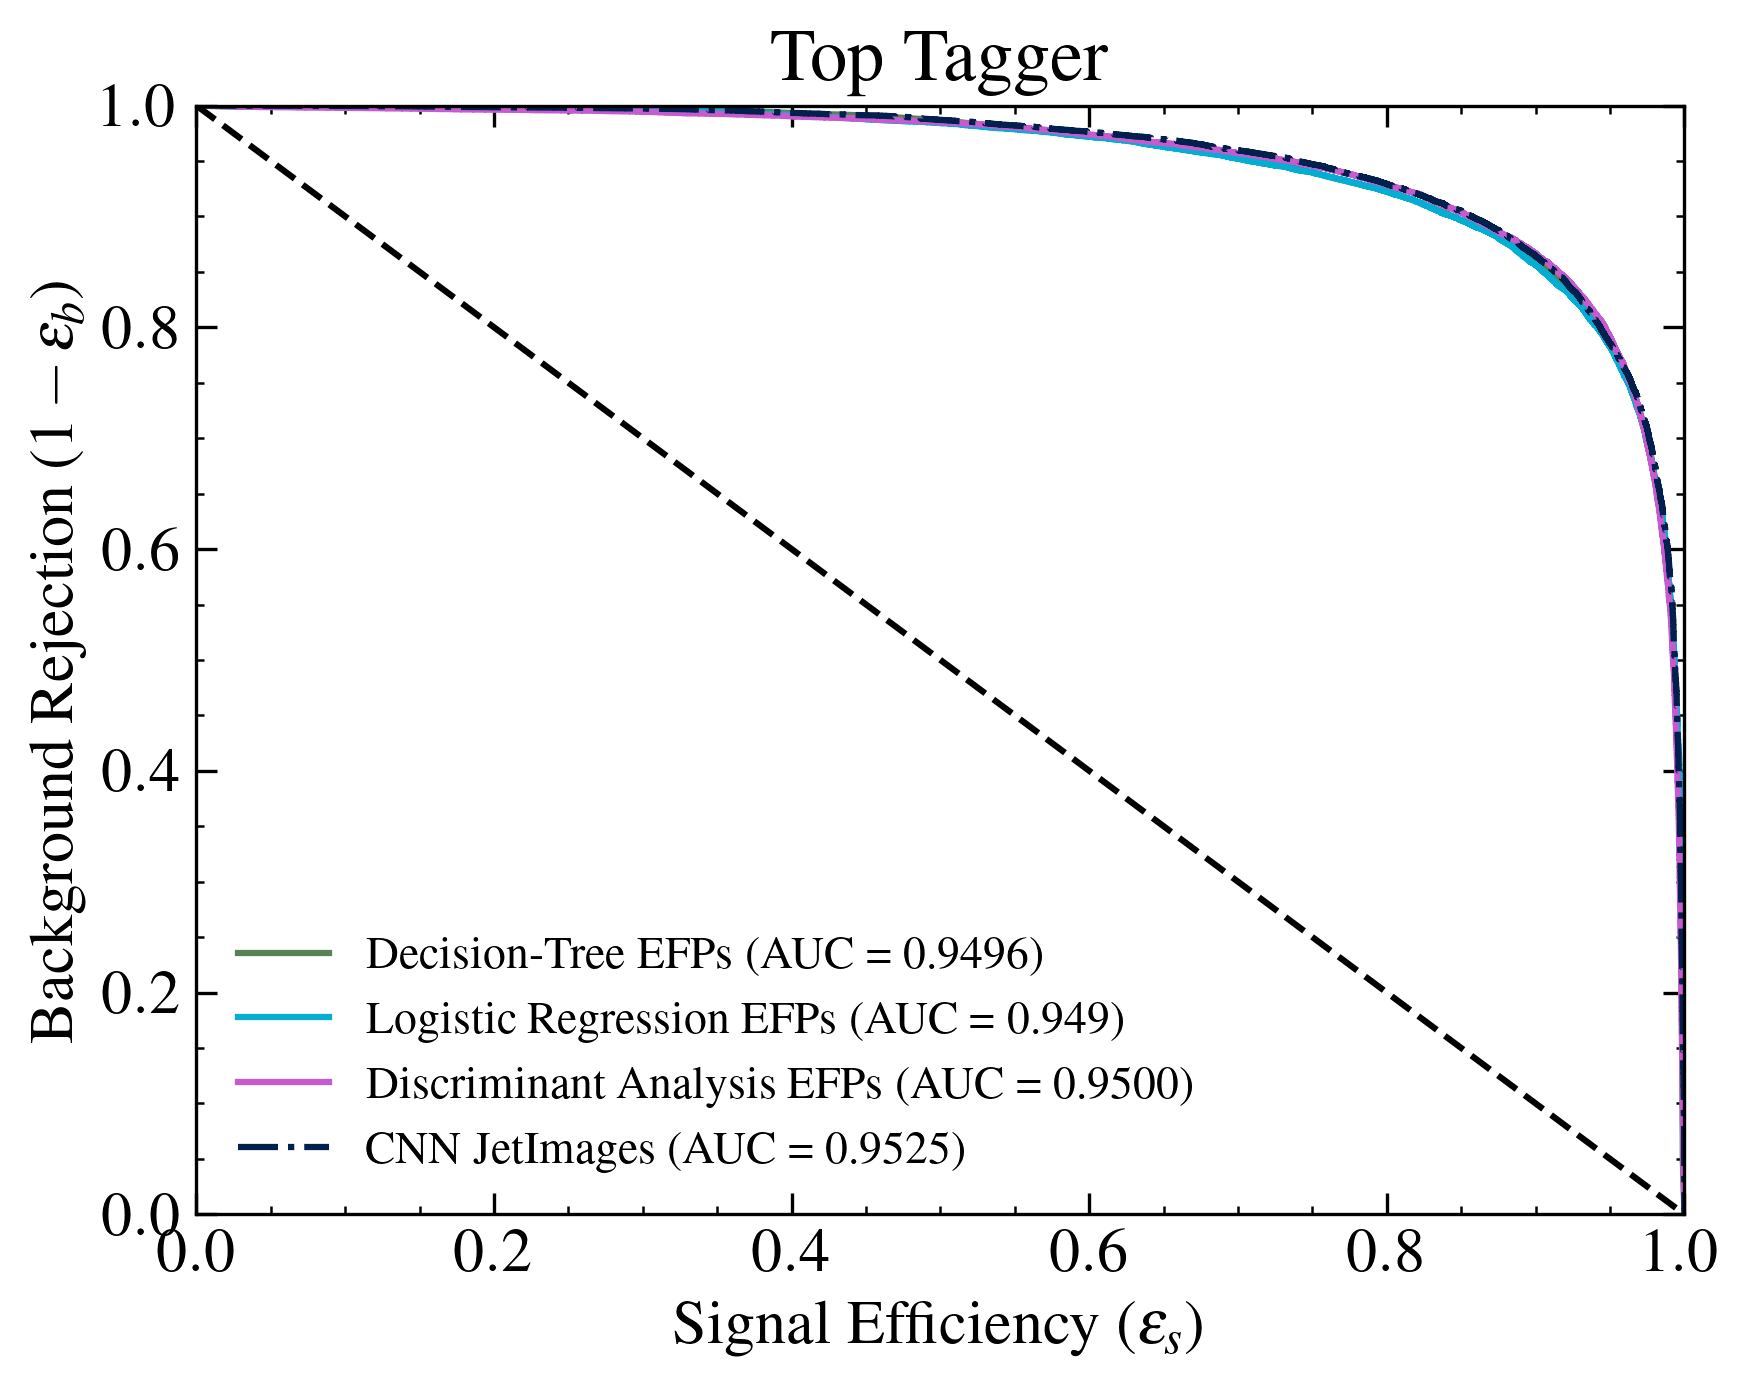 Top Tagger
Background Rejection (1 − εb)
1.0
0.8
0.6
0.4
0.2
0.0
Decision-Tree EFPs (AUC = 0.9496)
Logistic Regression EFPs (AUC = 0.949)
Discriminant Analysis EFPs (AUC = 0.9500)
CNN JetImages (AUC = 0.9525)
0.0 0.2 0.4 0.6 0.8 1.0
Signal Efficiency (εs)